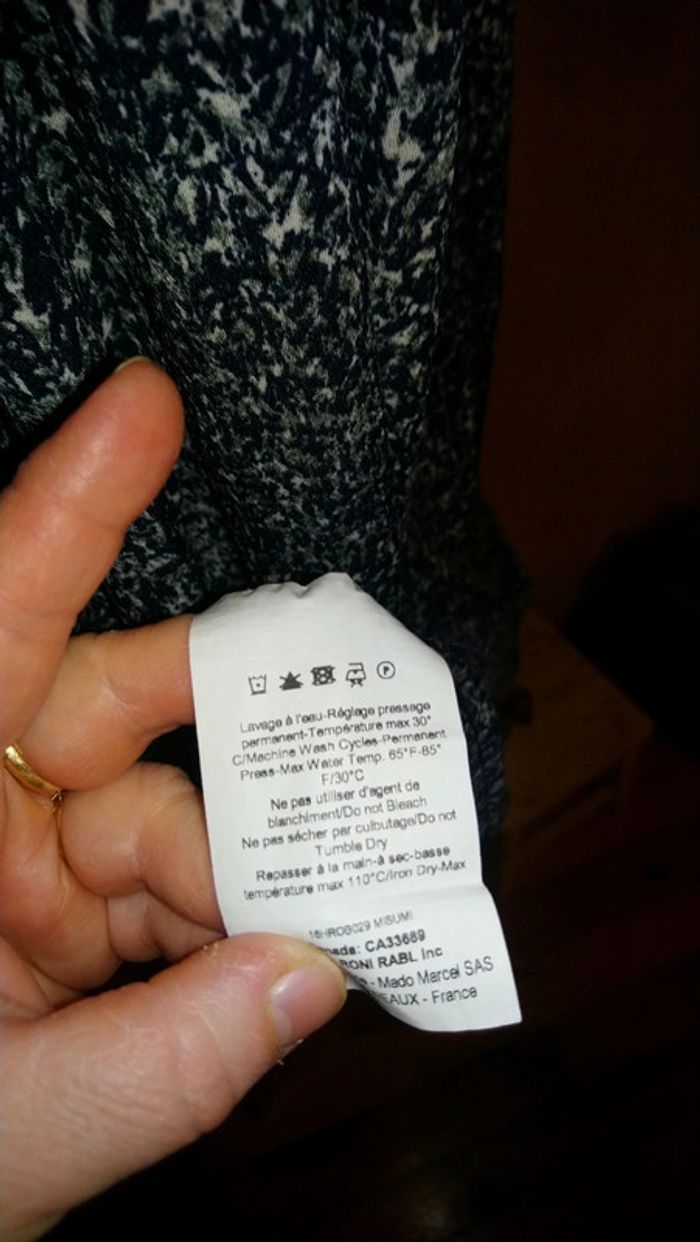 P
Lavage à l'eau-Réglage pressage
permanent-Température max 30°
C/Machine Wash Cycles-Permanent
Press-Max Water Temp. 65°F-85°
F/30°C
Ne pas utiliser d'agent de
blanchiment/Do not Bleach
Ne pas sécher par culbutage/Do not
Tumble Dry
Repasser à la main-à sec-basse
température max 110°C/Iron Dry-Max
MISUMI
CA33689
RABL Inc
- Mado Marcel SAS
- France